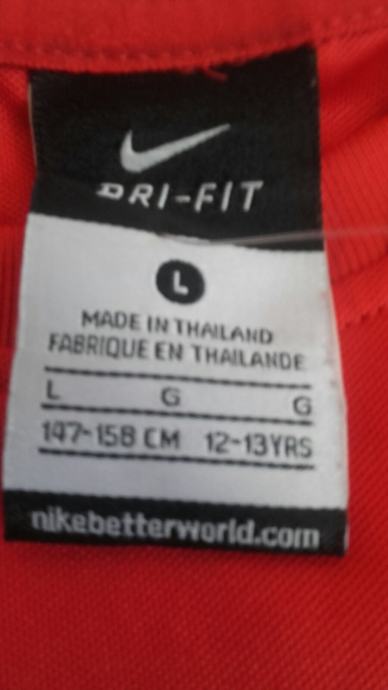 DRI-FIT
L
MADE IN THAILAND
FABRIQUE EN THAILANDE
L G G
147-158 CM 12-13YRS
nikebetterworld.com